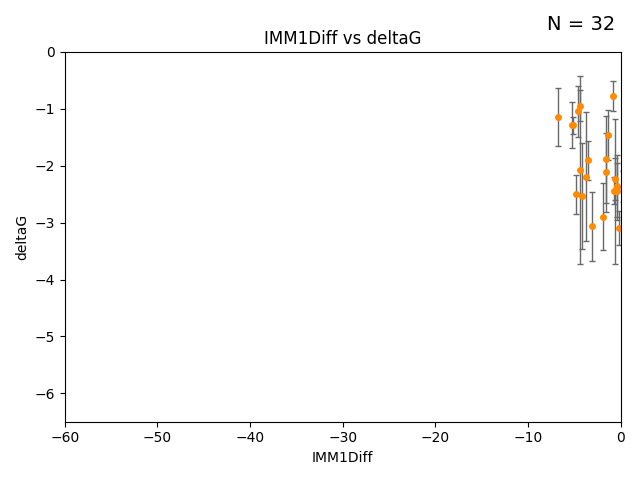 N = 32
IMM1Diff vs deltaG
0
−1
−2
−3
−4
−5
−6
deltaG
−60 −50 −40 −30 −20 −10 0
IMM1Diff